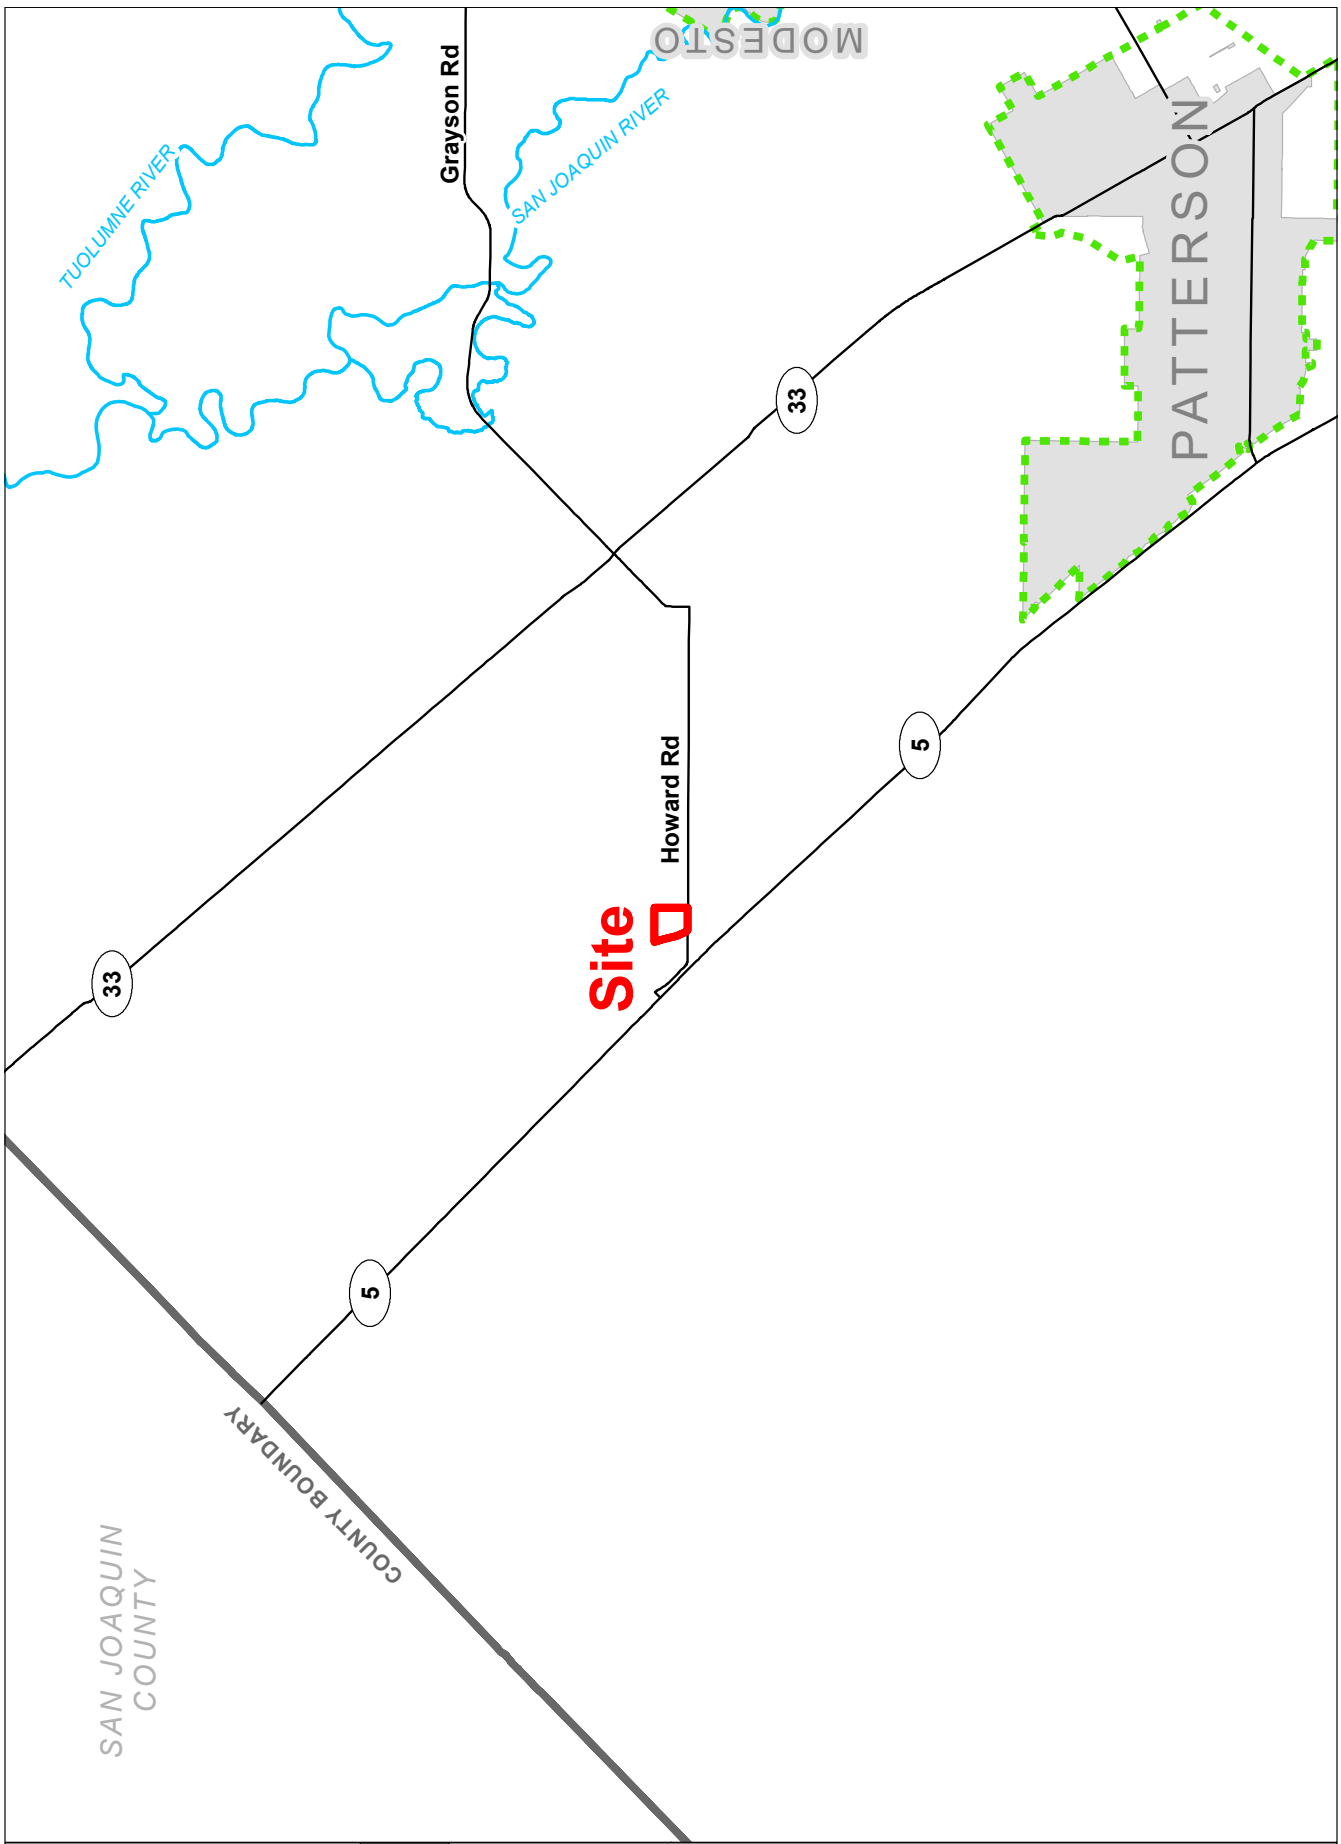 SAN JOAQUIN
COUNTY
COUNTY BOUNDARY
5
33
Site
Howard Rd
5
33
TUOLUMNE RIVER
Grayson Rd
SAN JOAQUIN RIVER
MODESTO
PATTERSON